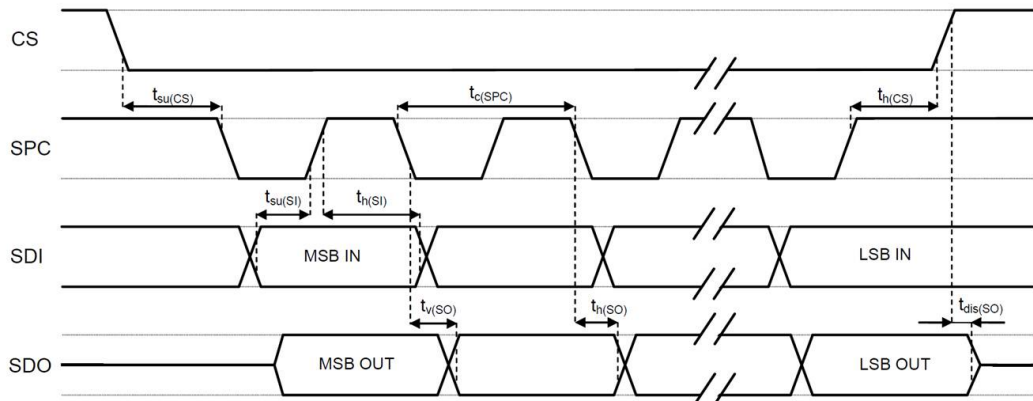 CS
t_su(CS)
t_c(SPC)
t_h(CS)
SPC
t_su(SI)
t_h(SI)
SDI
MSB IN
LSB IN
t_v(SO)
t_h(SO)
t_dis(SO)
SDO
MSB OUT
LSB OUT